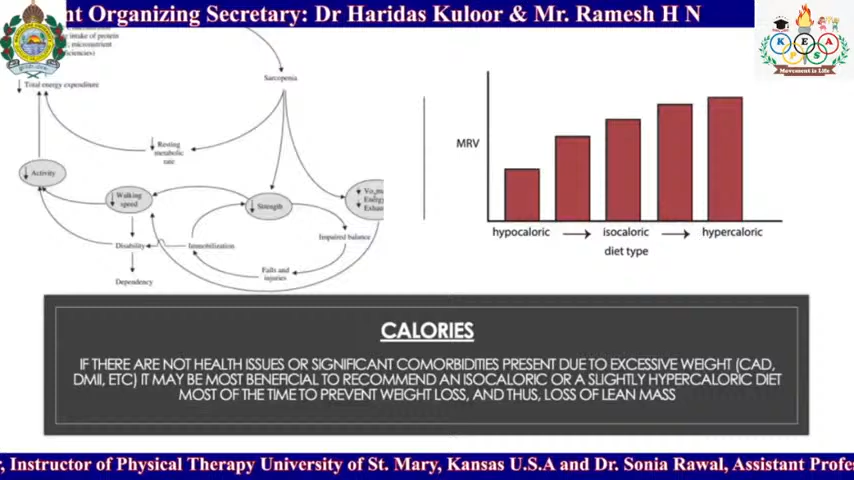 nt Organizing Secretary: Dr Haridas Kuloor & Mr. Ramesh H N
intake of protein
, micronutrient
Total energy expenditure
Sarcopenia
Resting
metabolic
rate
Activity
Walking
speed
Strength
Impaired balance
Disability
Immobilization
Falls and
injuries
Dependency
MRV
hypocaloric
isocaloric
hypercaloric
diet type
K E A
P S
Movement is Life
CALORIES
IF THERE ARE NOT HEALTH ISSUES OR SIGNIFICANT COMORBIDITIES PRESENT DUE TO EXCESSIVE WEIGHT (CAD,
DMII, ETC) IT MAY BE MOST BENEFICIAL TO RECOMMEND AN ISOCALORIC OR A SLIGHTLY HYPERCALORIC DIET
MOST OF THE TIME TO PREVENT WEIGHT LOSS, AND THUS, LOSS OF LEAN MASS
, Instructor of Physical Therapy University of St. Mary, Kansas U.S.A and Dr. Sonia Rawal, Assistant Profe